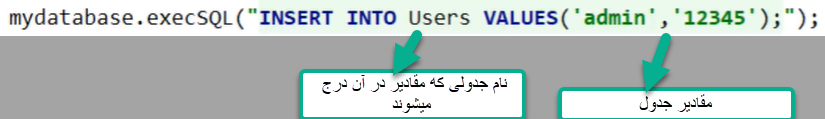 mydatabase.execSQL("INSERT INTO Users VALUES('admin','12345');");
نام جدولی که مقادیر در آن درج
میشوند
مقادیر جدول